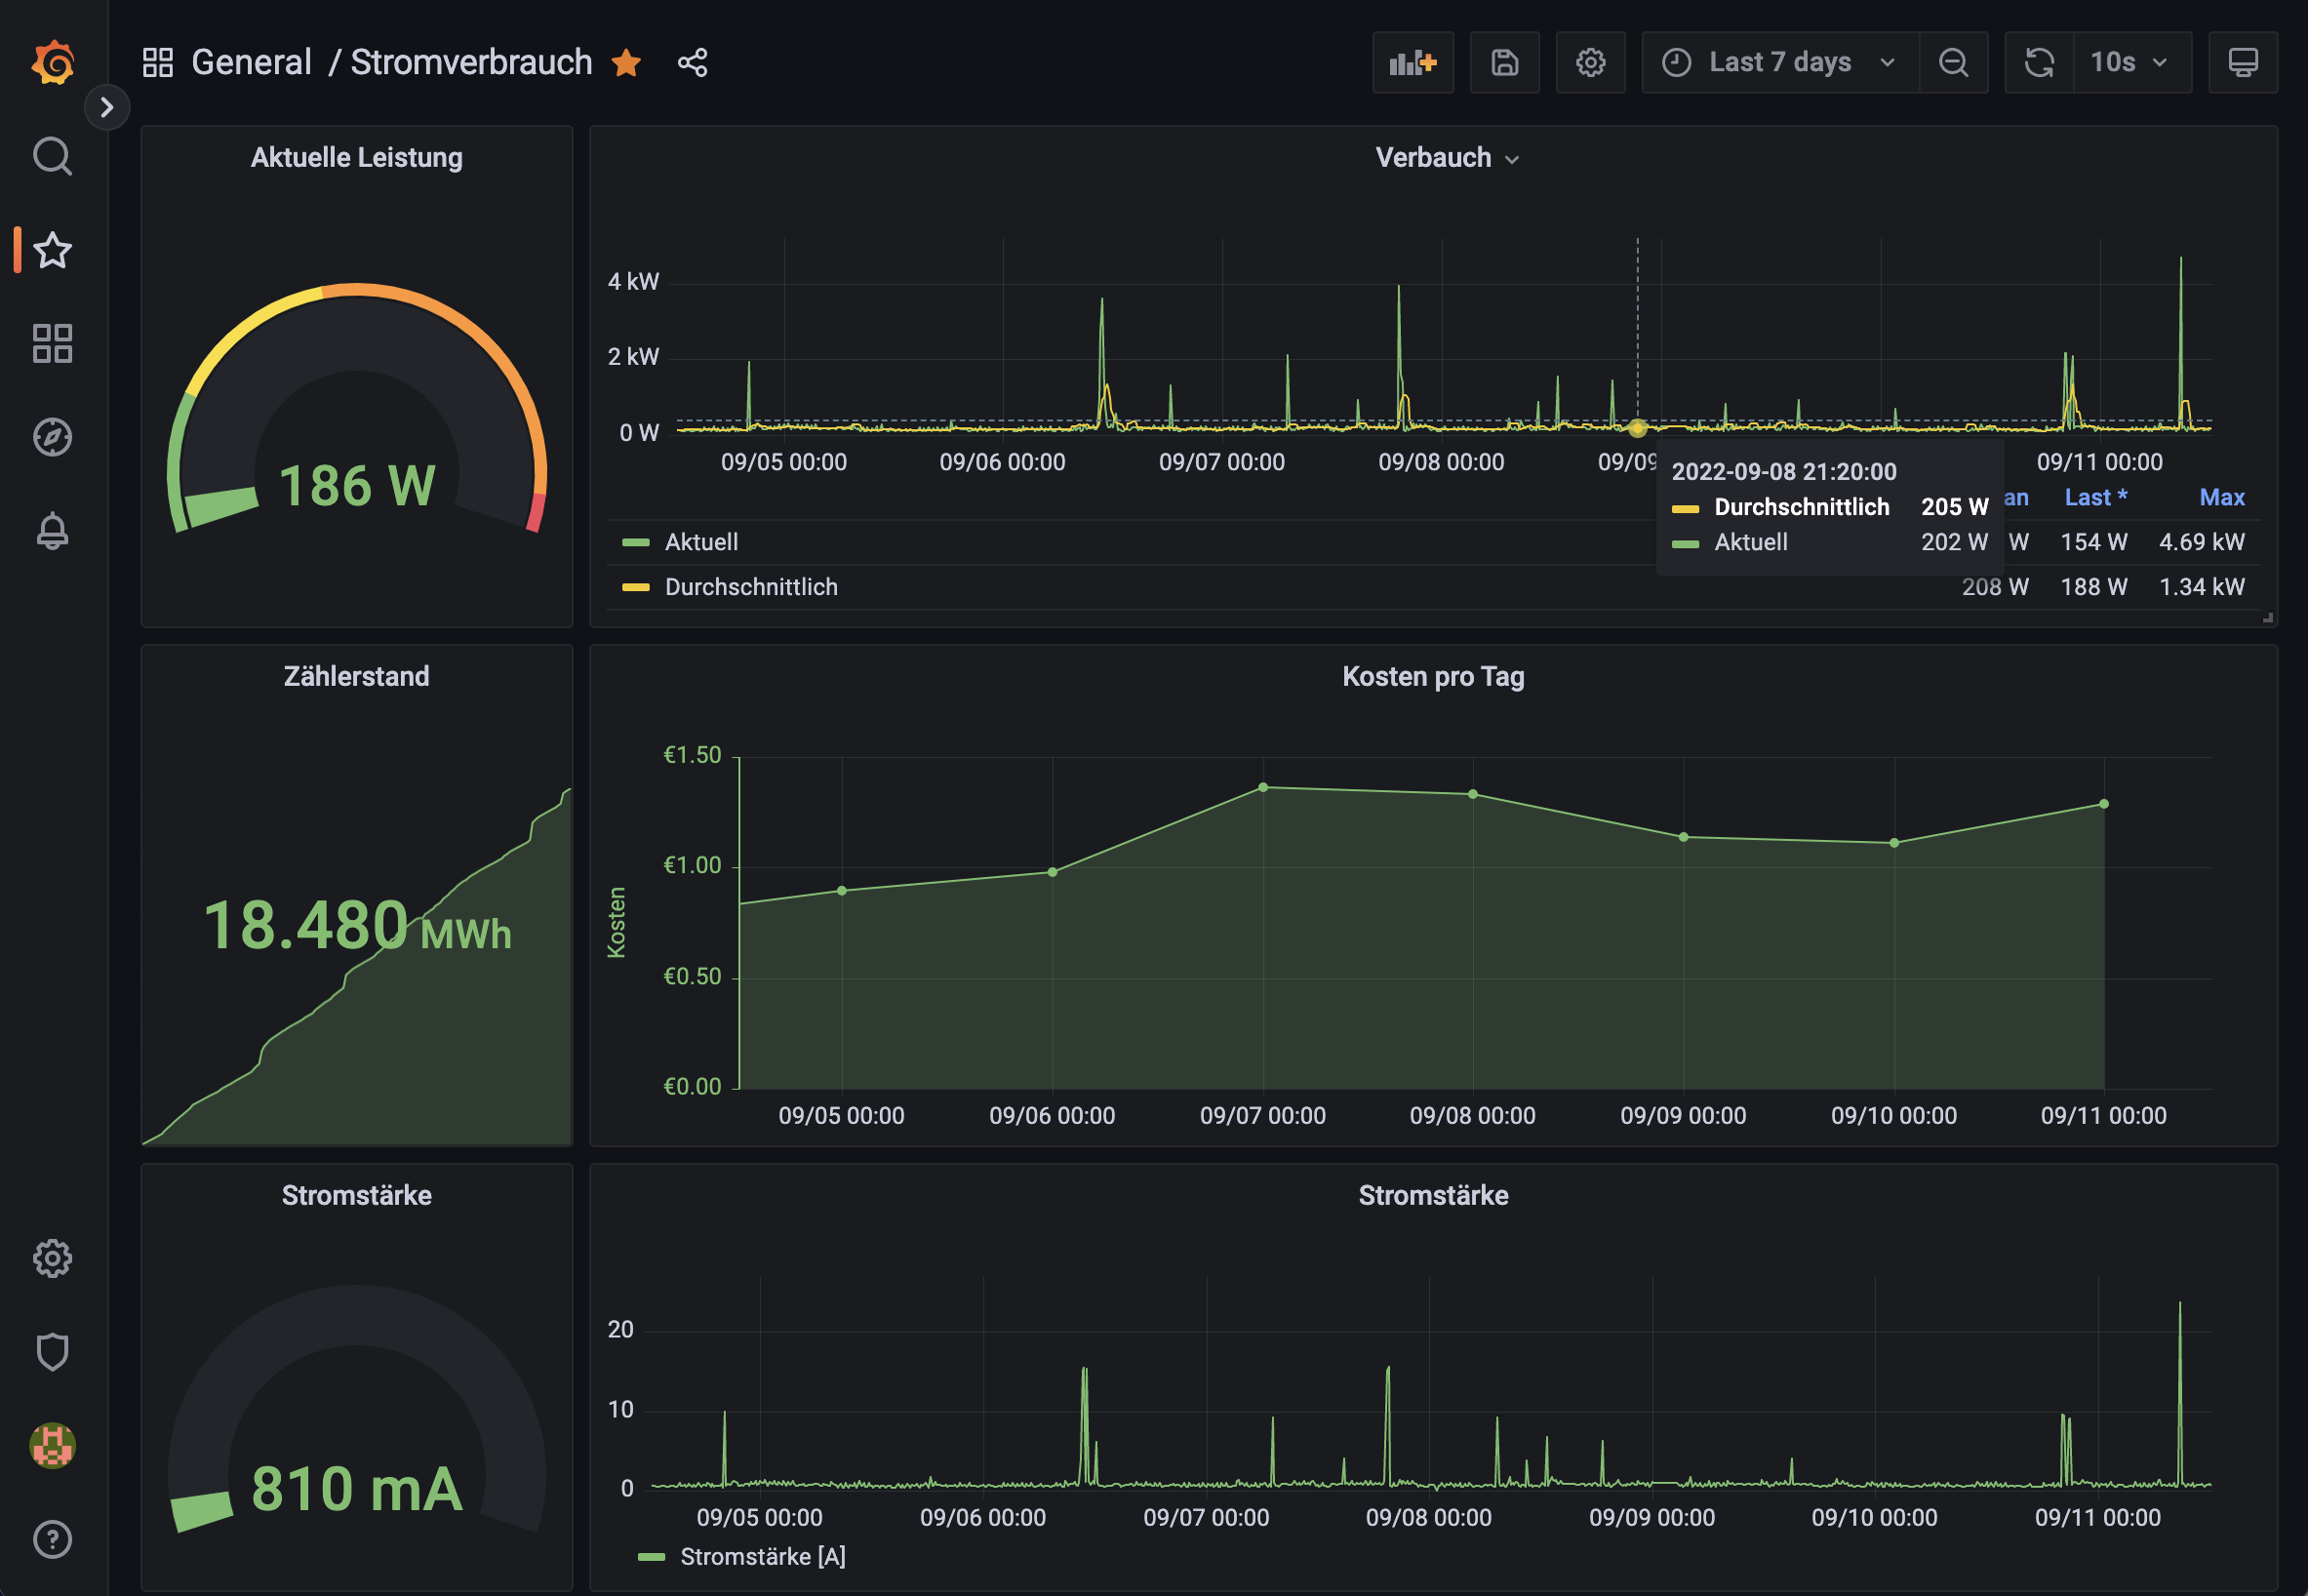 General / Stromverbrauch
Last 7 days
10s
Aktuelle Leistung
186 W
Verbauch
4 kW
2 kW
0 W
09/05 00:00 09/06 00:00 09/07 00:00 09/08 00:00 09/09 09/11 00:00
2022-09-08 21:20:00
Durchschnittlich 205 W
Aktuell 202 W
an Last * Max
Aktuell W 154 W 4.69 kW
Durchschnittlich 208 W 188 W 1.34 kW
Zählerstand
18.480 MWh
Kosten pro Tag
Kosten
€1.50
€1.00
€0.50
€0.00
09/05 00:00 09/06 00:00 09/07 00:00 09/08 00:00 09/09 00:00 09/10 00:00 09/11 00:00
Stromstärke
810 mA
Stromstärke
20
10
0
09/05 00:00 09/06 00:00 09/07 00:00 09/08 00:00 09/09 00:00 09/10 00:00 09/11 00:00
Stromstärke [A]